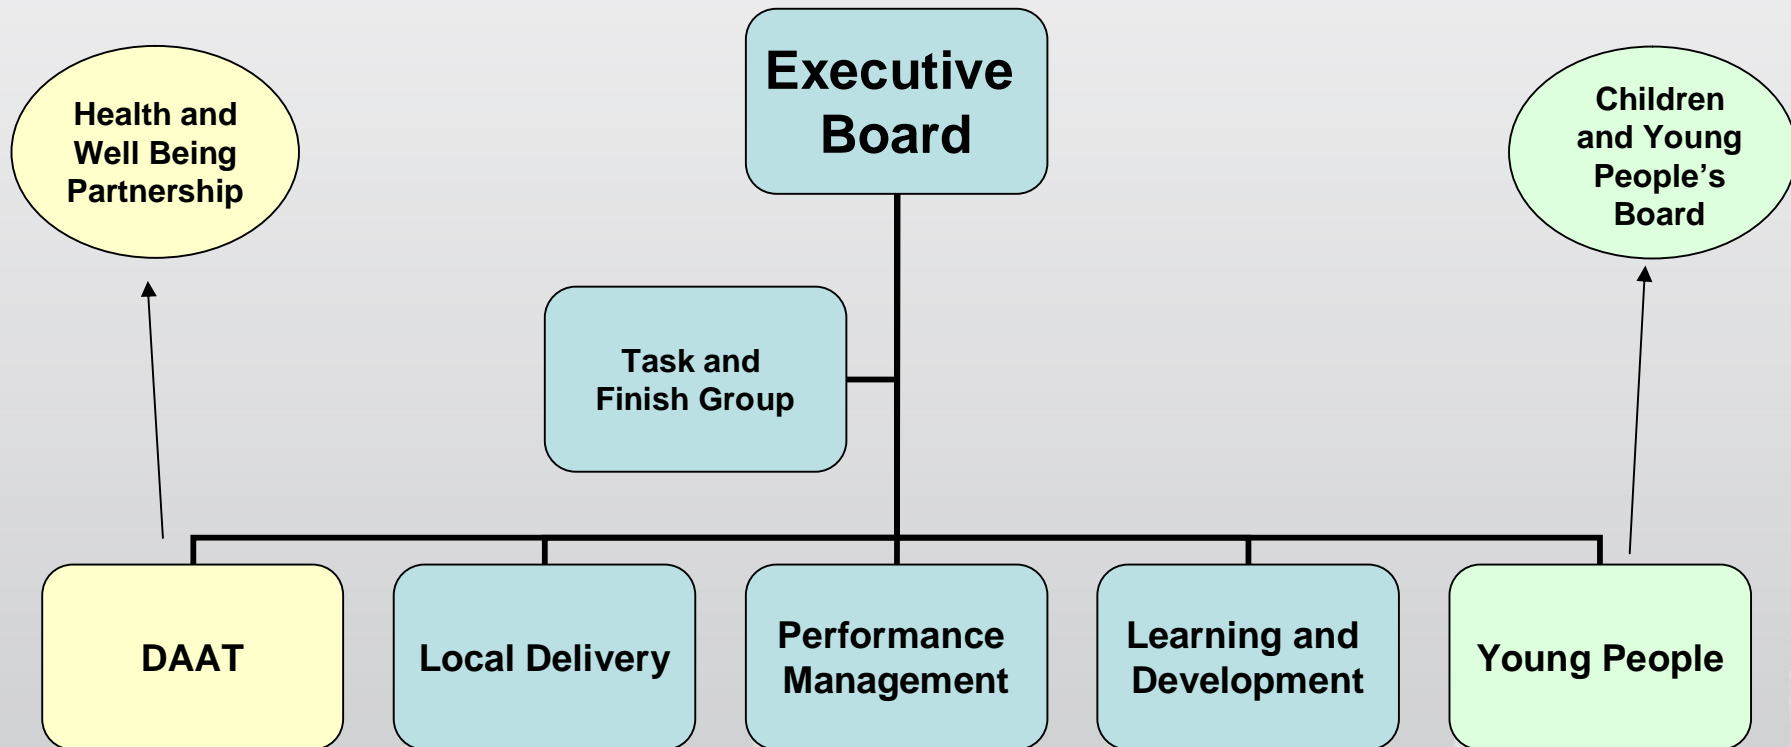 Executive
Board
Health and
Well Being
Partnership
Children
and Young
People’s
Board
Task and
Finish Group
DAAT
Local Delivery
Performance
Management
Learning and
Development
Young People